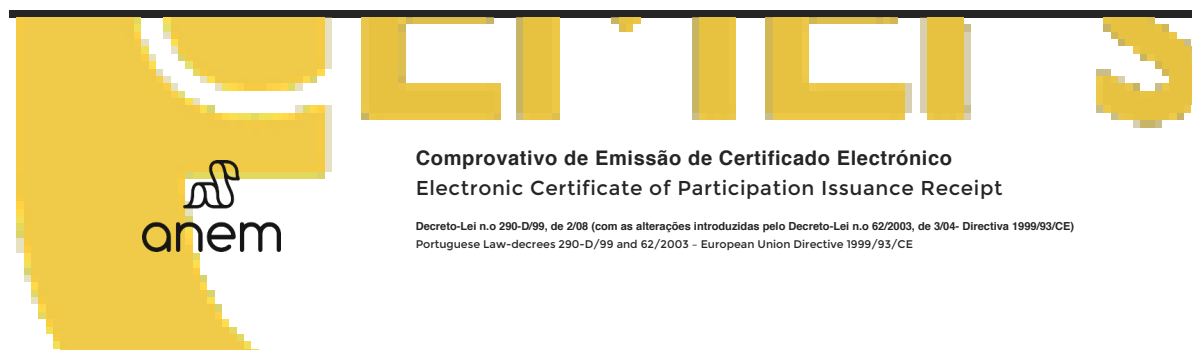 anem
Comprovativo de Emissão de Certificado Electrónico
Electronic Certificate of Participation Issuance Receipt
Decreto-Lei n.o 290-D/99, de 2/08 (com as alterações introduzidas pelo Decreto-Lei n.o 62/2003, de 3/04- Directiva 1999/93/CE)
Portuguese Law-decrees 290-D/99 and 62/2003 – European Union Directive 1999/93/CE